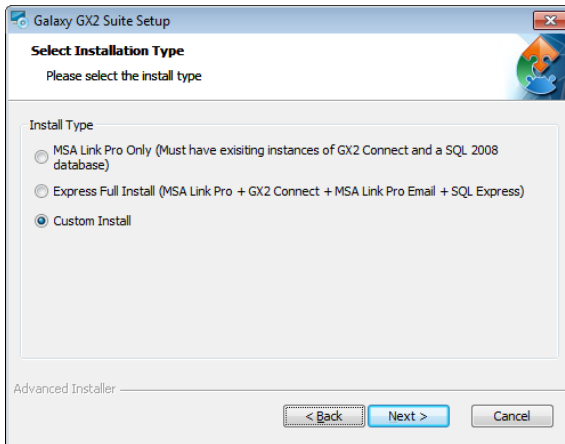 Galaxy GX2 Suite Setup
Select Installation Type
Please select the install type
Install Type
MSA Link Pro Only (Must have exisiting instances of GX2 Connect and a SQL 2008
database)
Express Full Install (MSA Link Pro + GX2 Connect + MSA Link Pro Email + SQL Express)
Custom Install
Advanced Installer
< Back
Next >
Cancel